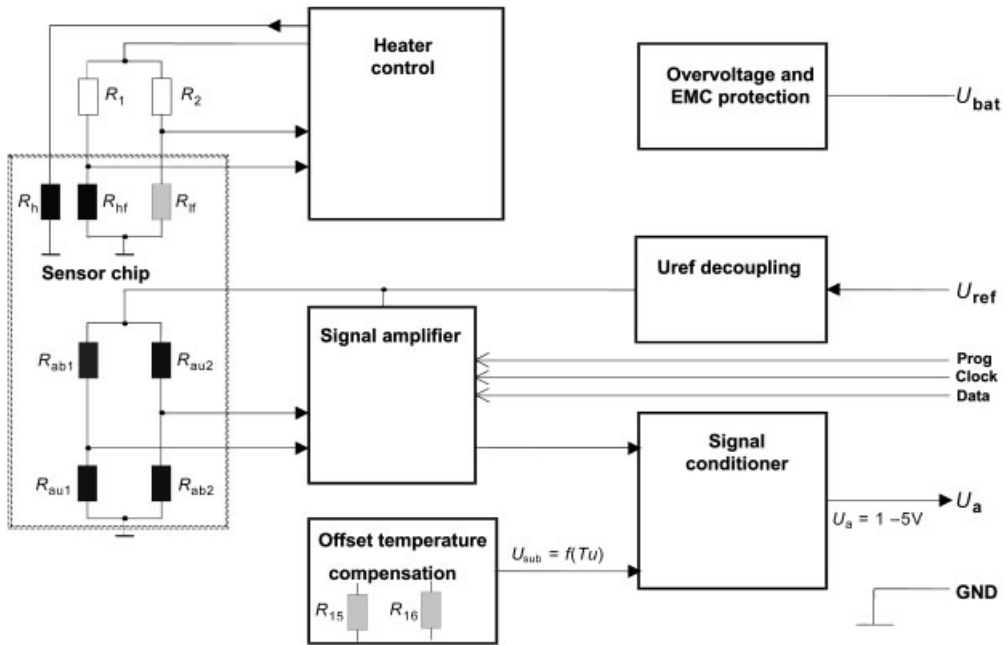 Heater
control
Overvoltage and
EMC protection
U_bat
R_1
R_2
R_h
R_hf
R_lf
Sensor chip
Uref decoupling
U_ref
Signal amplifier
R_ab1
R_au2
Prog
Clock
Data
Signal
conditioner
R_au1
R_ab2
U_a
U_a = 1 –5V
Offset temperature
compensation
U_sub = f(Tu)
R_15
R_16
GND